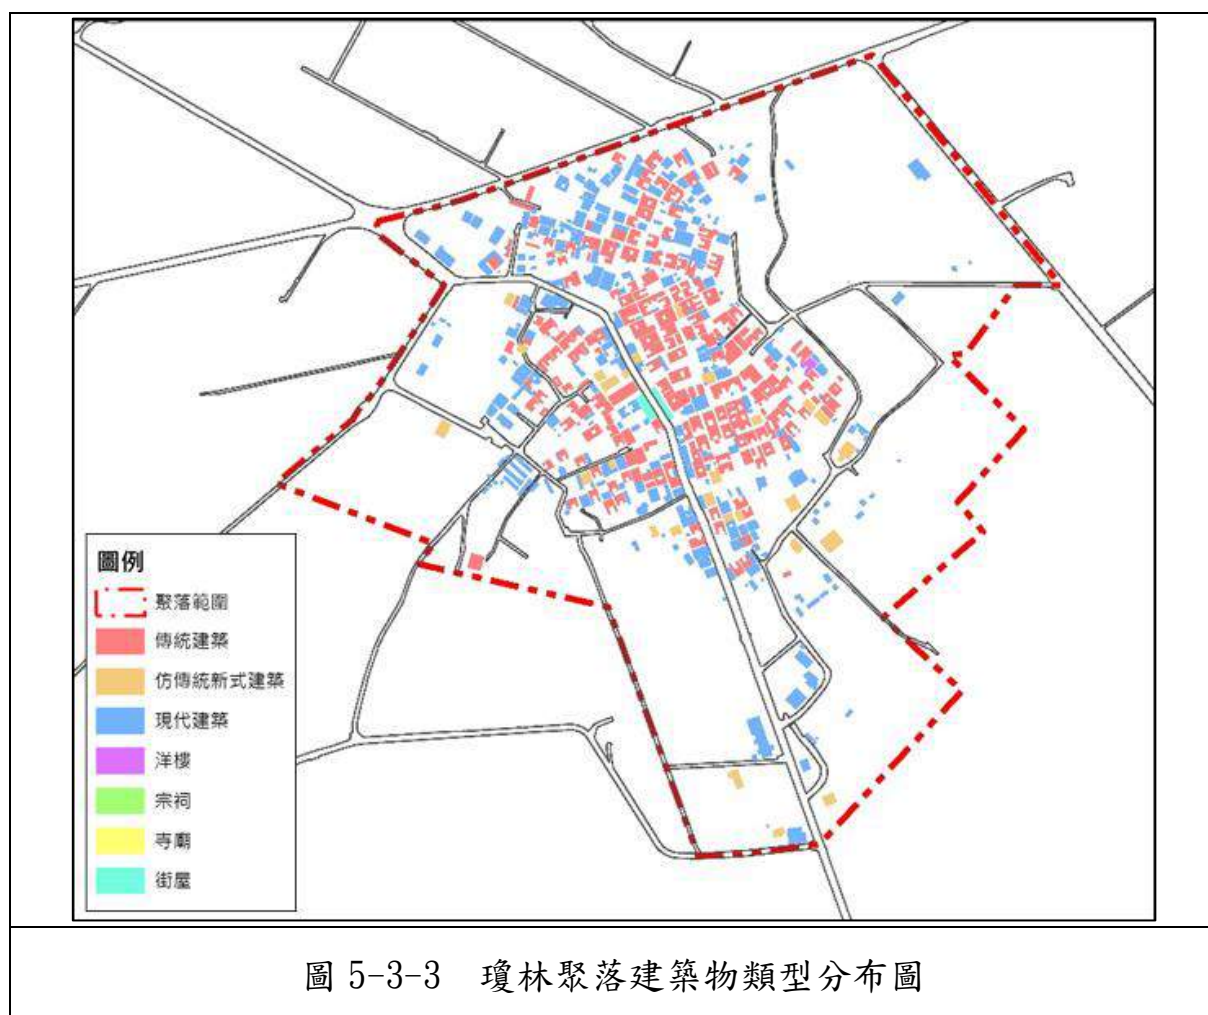 圖例
聚落範圍
傳統建築
仿傳統新式建築
現代建築
洋樓
宗祠
寺廟
街屋
圖 5-3-3 瓊林聚落建築物類型分布圖